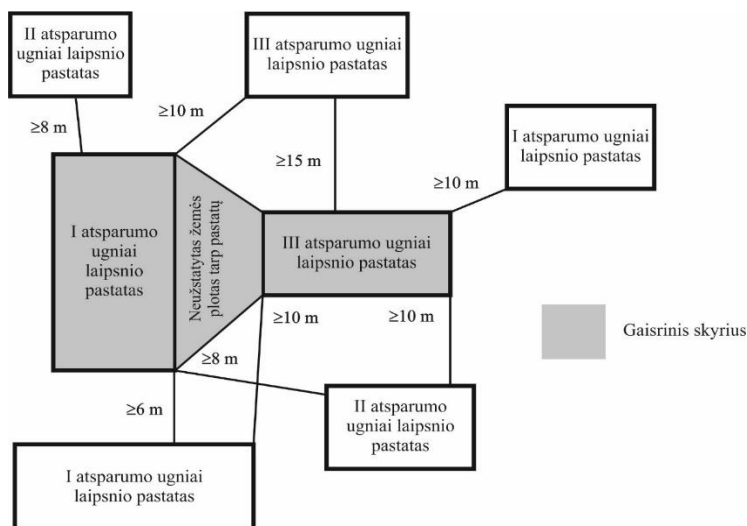 II atsparumo
ugniai laipsnio
pastatas
III atsparumo ugniai
laipsnio pastatas
≥8 m
≥10 m
I atsparumo ugniai
laipsnio pastatas
≥15 m
≥10 m
I atsparumo
ugniai
laipsnio
pastatas
Neužstatytas žemės
plotas tarp pastatų
III atsparumo ugniai
laipsnio pastatas
≥10 m
≥10 m
Gaisrinis skyrius
≥8 m
≥6 m
II atsparumo
ugniai laipsnio
pastatas
I atsparumo ugniai
laipsnio pastatas